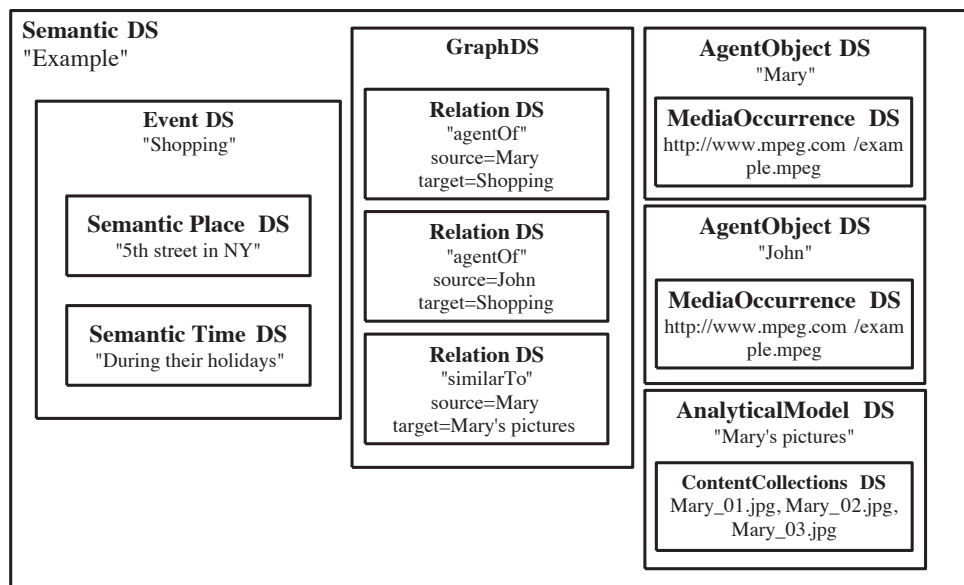 Semantic DS
"Example"
Event DS
"Shopping"
Semantic Place DS
"5th street in NY"
Semantic Time DS
"During their holidays"
GraphDS
Relation DS
"agentOf"
source=Mary
target=Shopping
Relation DS
"agentOf"
source=John
target=Shopping
Relation DS
"similarTo"
source=Mary
target=Mary's pictures
AgentObject DS
"Mary"
MediaOccurrence DS
http://www.mpeg.com /exam
ple.mpeg
AgentObject DS
"John"
MediaOccurrence DS
http://www.mpeg.com /exam
ple.mpeg
AnalyticalModel DS
"Mary's pictures"
ContentCollections DS
Mary_01.jpg, Mary_02.jpg,
Mary_03.jpg